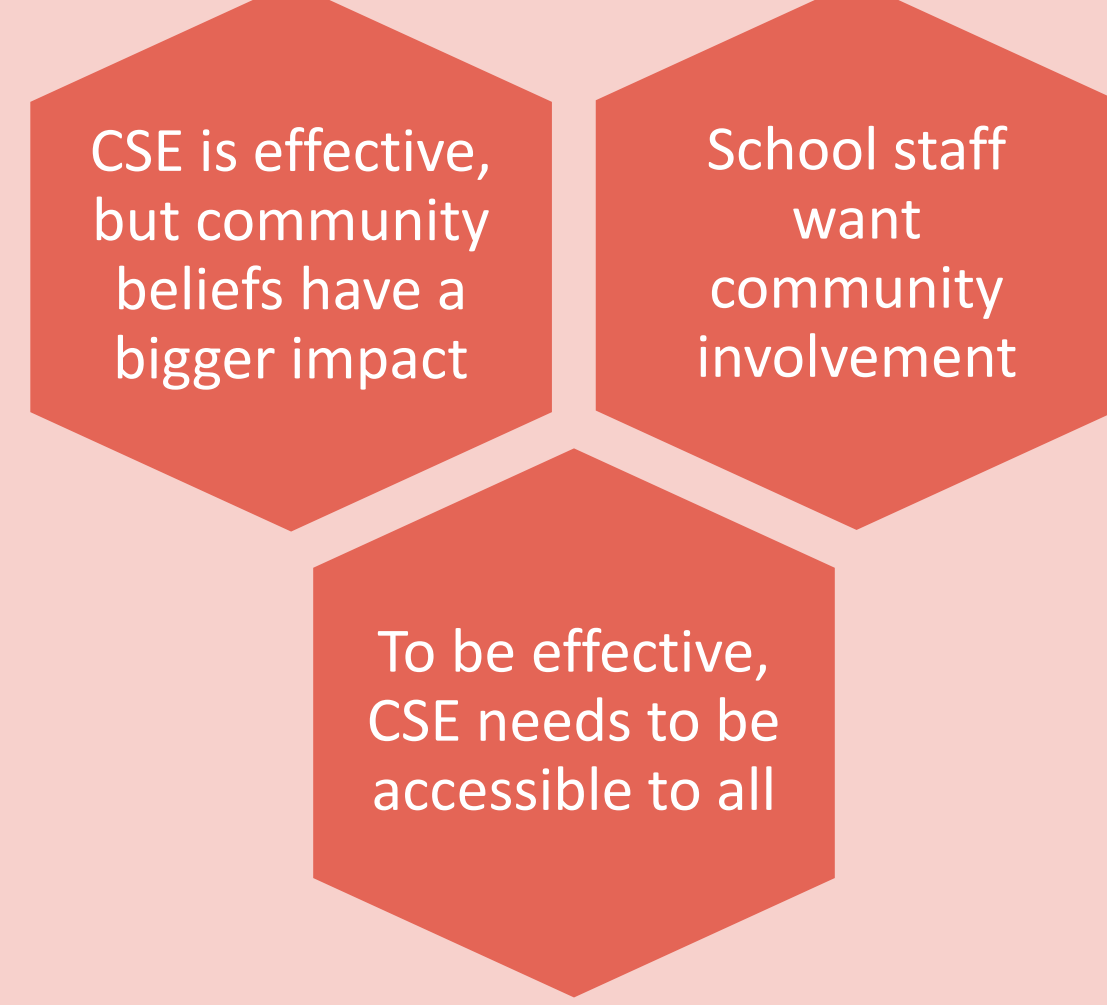 CSE is effective,
but community
beliefs have a
bigger impact
School staff
want
community
involvement
To be effective,
CSE needs to be
accessible to all